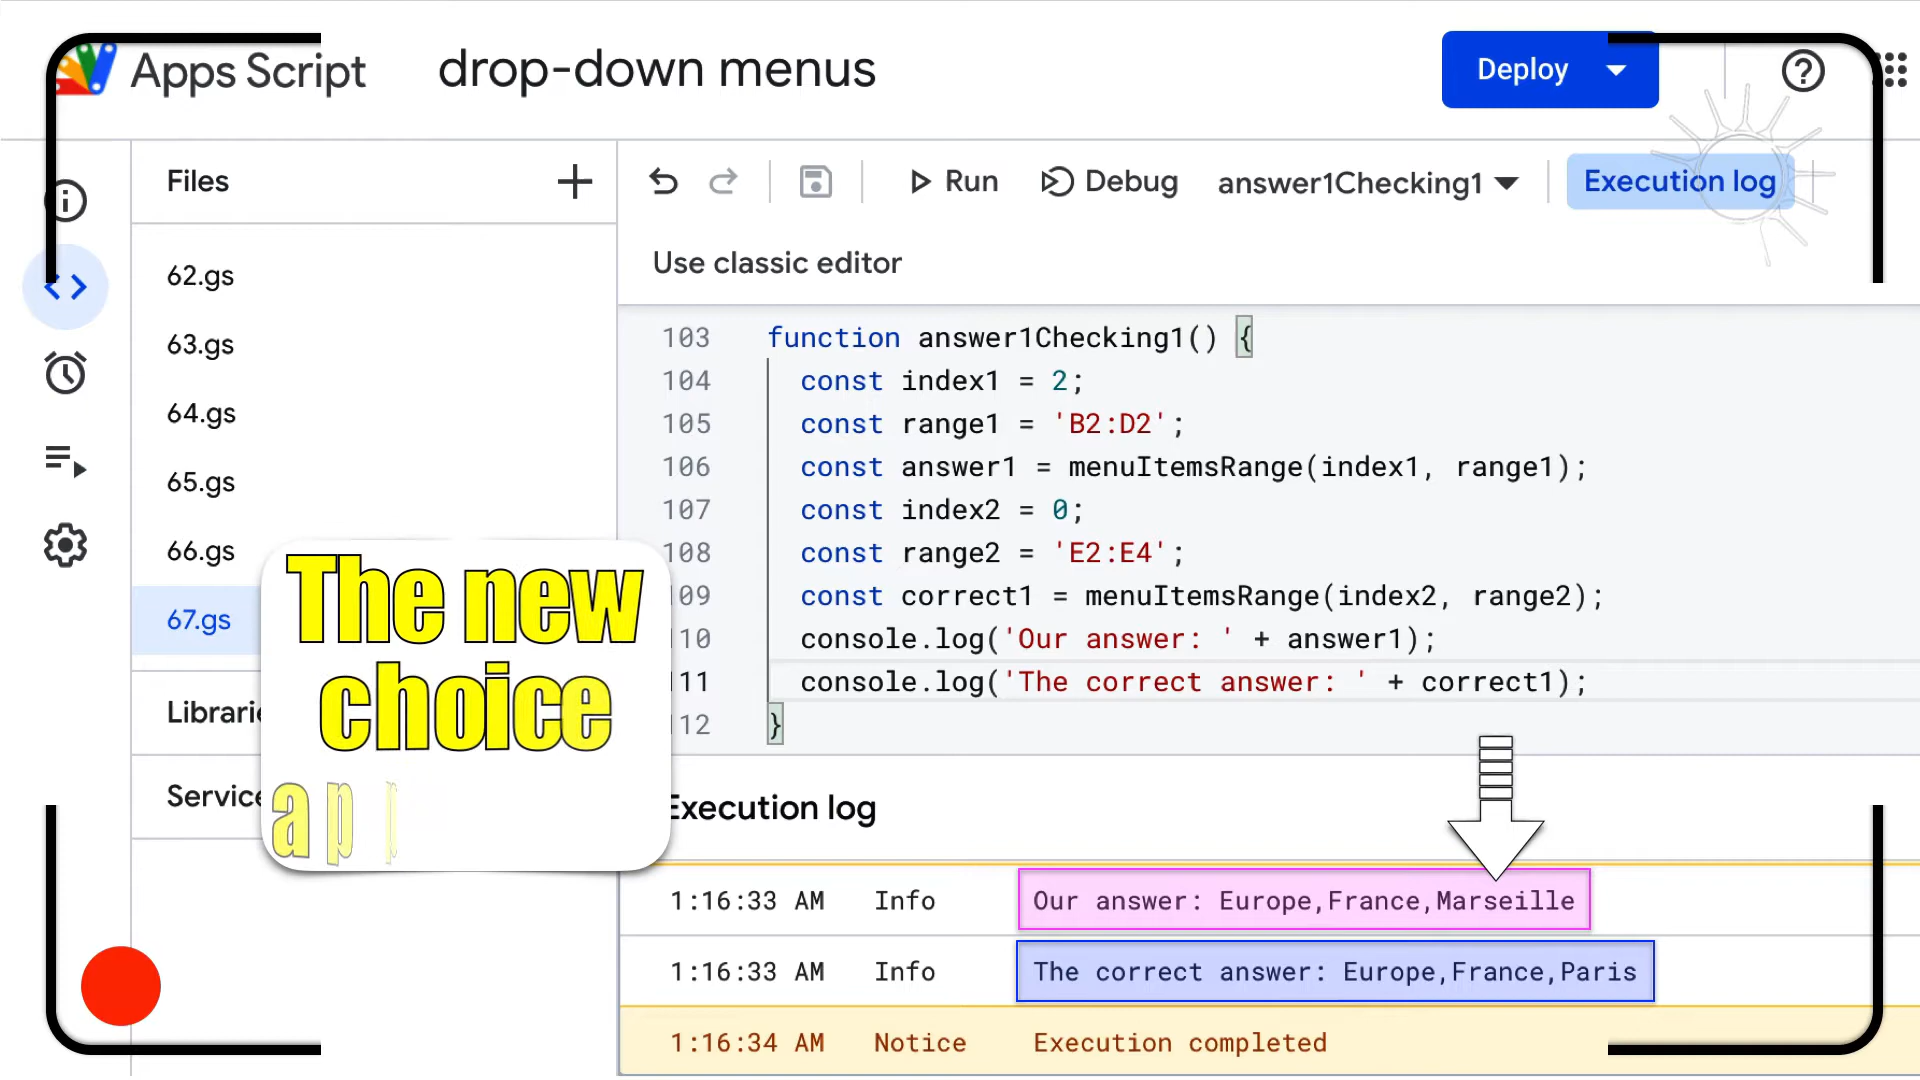 Apps Script
drop-down menus
Deploy
Files
Run
Debug
answer1Checking1
Execution log
Use classic editor
62.gs
63.gs
64.gs
65.gs
66.gs
67.gs
103 function answer1Checking1() {
104 const index1 = 2;
105 const range1 = 'B2:D2';
106 const answer1 = menuItemsRange(index1, range1);
107 const index2 = 0;
108 const range2 = 'E2:E4';
09 const correct1 = menuItemsRange(index2, range2);
10 console.log('Our answer: ' + answer1);
11 console.log('The correct answer: ' + correct1);
12 }
The new
choice
Execution log
1:16:33 AM Info Our answer: Europe,France,Marseille
1:16:33 AM Info The correct answer: Europe,France,Paris
1:16:34 AM Notice Execution completed